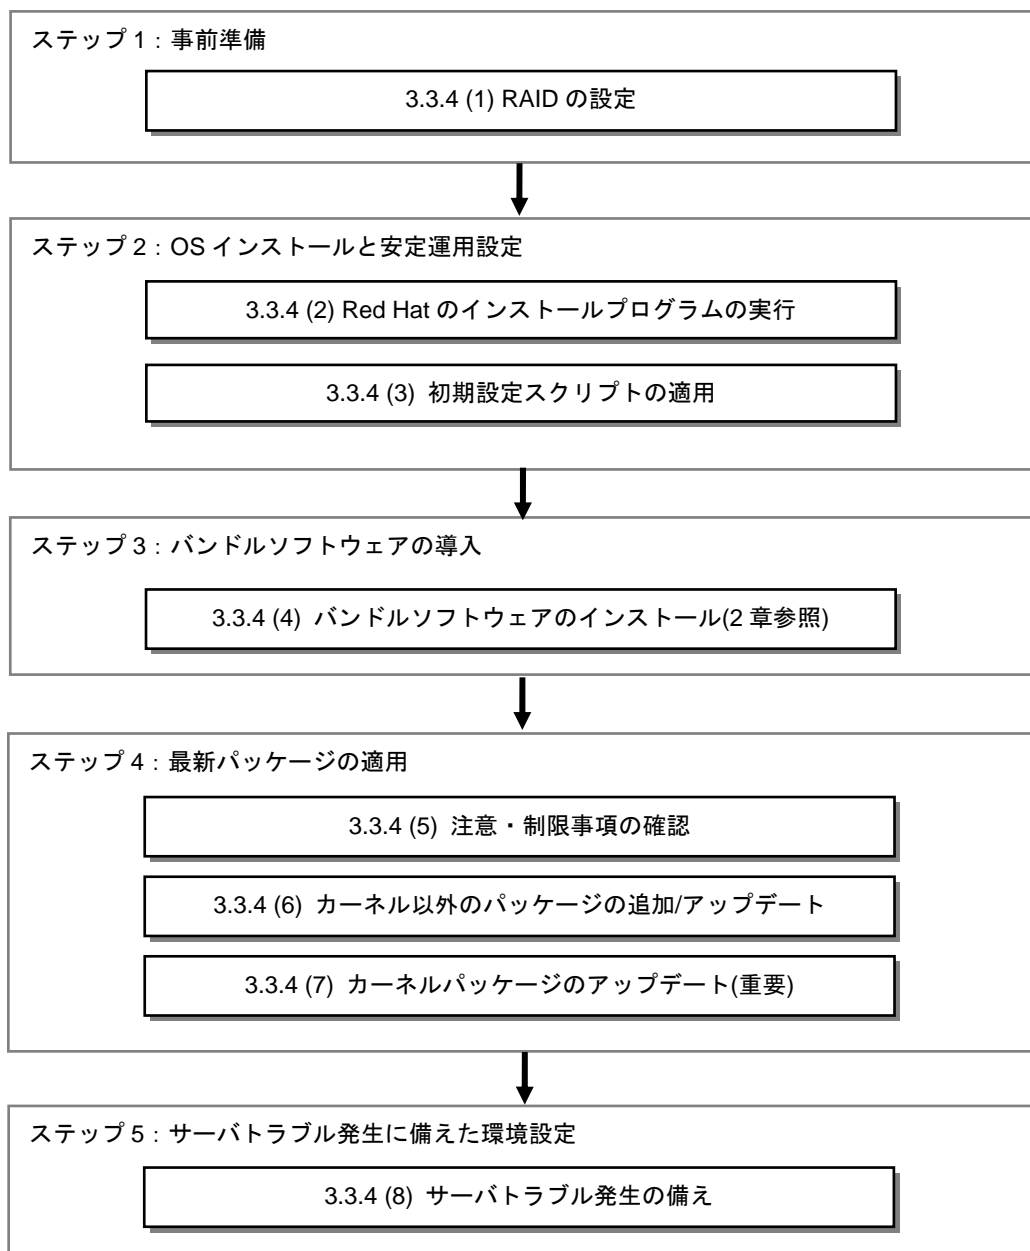 ステップ 1：事前準備
3.3.4 (1) RAID の設定
ステップ 2：OS インストールと安定運用設定
3.3.4 (2) Red Hat のインストールプログラムの実行
3.3.4 (3) 初期設定スクリプトの適用
ステップ 3：バンドルソフトウェアの導入
3.3.4 (4) バンドルソフトウェアのインストール(2 章参照)
ステップ 4：最新パッケージの適用
3.3.4 (5) 注意・制限事項の確認
3.3.4 (6) カーネル以外のパッケージの追加/アップデート
3.3.4 (7) カーネルパッケージのアップデート(重要)
ステップ 5：サーバトラブル発生に備えた環境設定
3.3.4 (8) サーバトラブル発生の備え